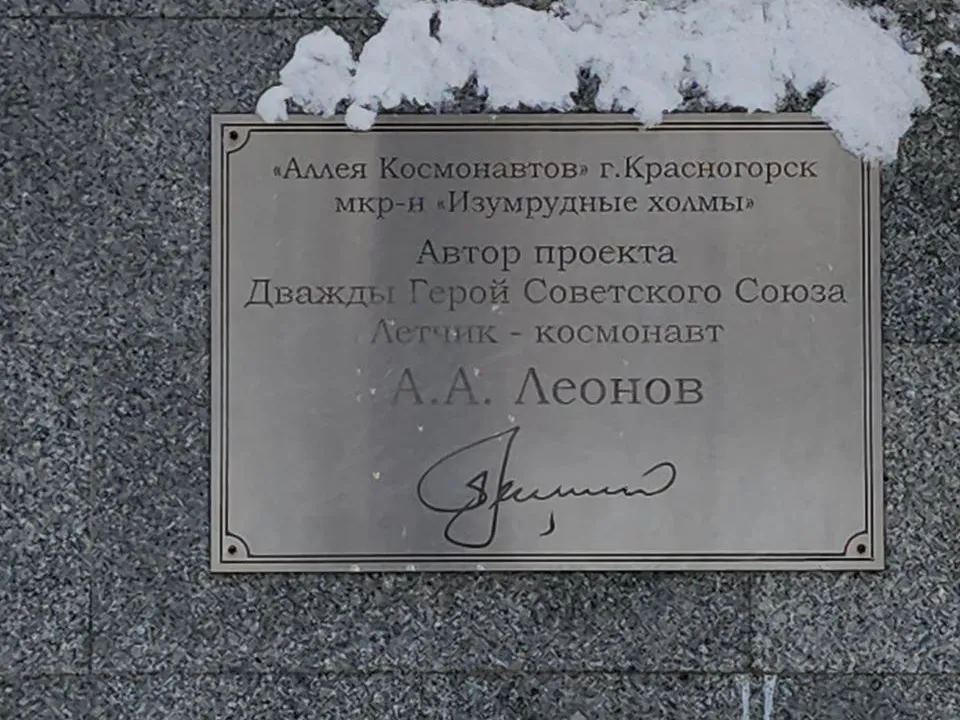 «Аллея Космонавтов» г.Красногорск
мкр-н «Изумрудные холмы»
Автор проекта
Дважды Герой Советского Союза
Летчик - космонавт
А.А. Леонов